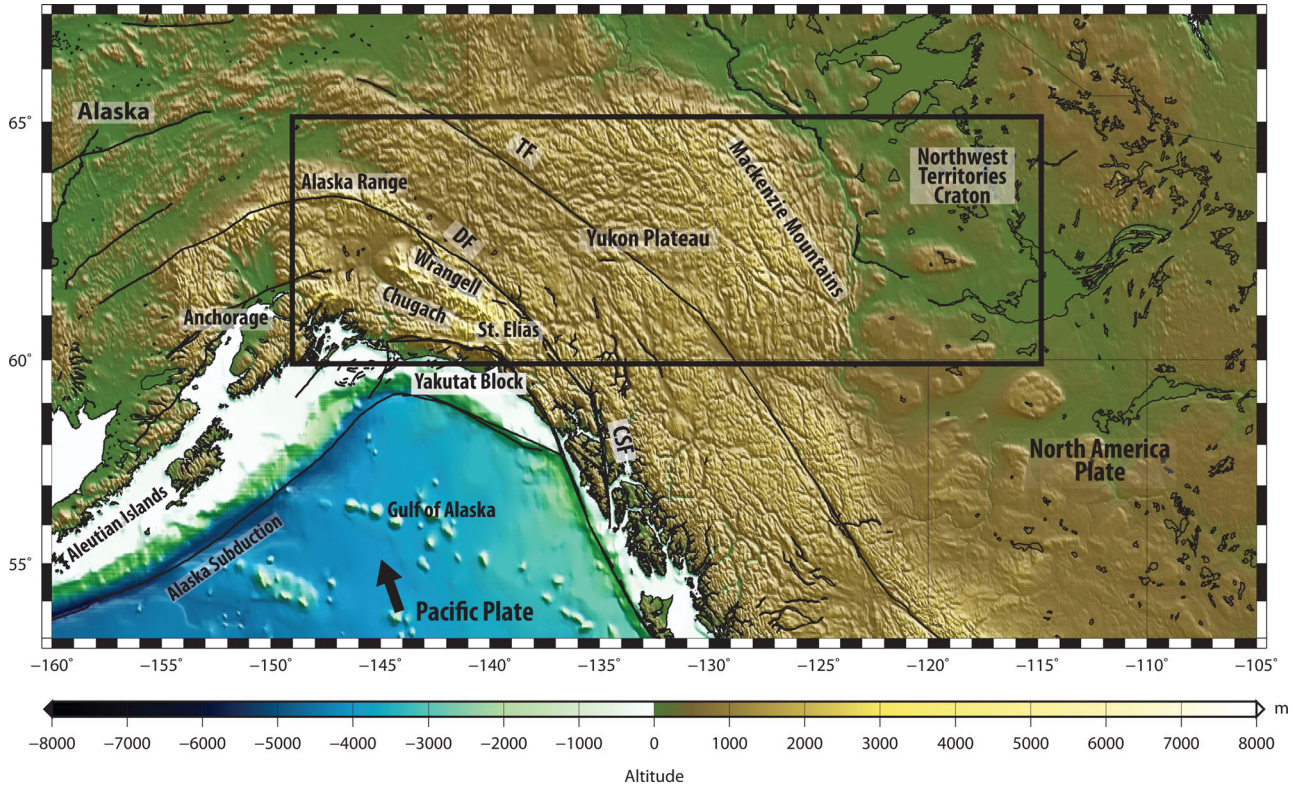 Alaska
65°
TF
Mackenzie Mountains
Northwest
Territories
Craton
Alaska Range
DF
Yukon Plateau
Wrangell
Chugach
Anchorage
St. Elias
60°
Yakutat Block
CSF
North America
Plate
Gulf of Alaska
Aleutian Islands
Alaska Subduction
55°
Pacific Plate
−160° −155° −150° −145° −140° −135° −130° −125° −120° −115° −110° −105°
m
−8000 −7000 −6000 −5000 −4000 −3000 −2000 −1000 0 1000 2000 3000 4000 5000 6000 7000 8000
Altitude